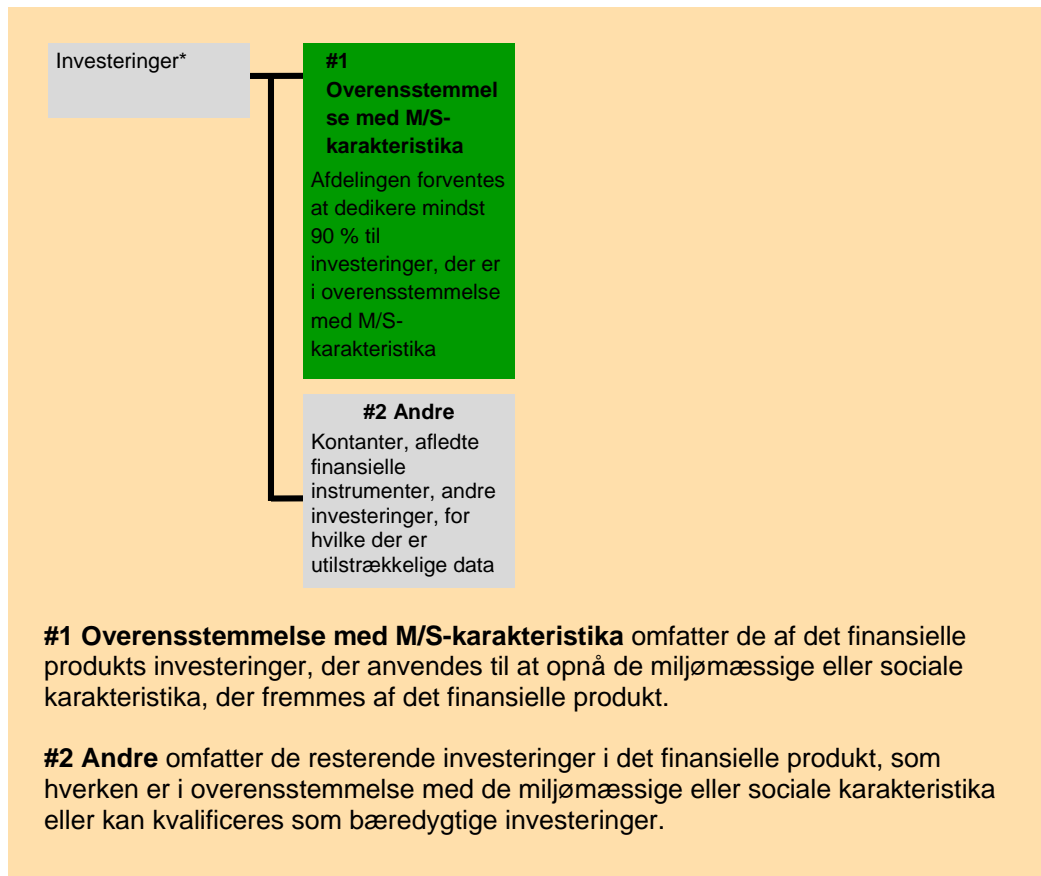 Investeringer*
#1
Overensstemmel
se med M/S-
karakteristika
Afdelingen forventes
at dedikere mindst
90 % til
investeringer, der er
i overensstemmelse
med M/S-
karakteristika
#2 Andre
Kontanter, afledte
finansielle
instrumenter, andre
investeringer, for
hvilke der er
utilstrækkelige data
#1 Overensstemmelse med M/S-karakteristika omfatter de af det finansielle
produkts investeringer, der anvendes til at opnå de miljømæssige eller sociale
karakteristika, der fremmes af det finansielle produkt.
#2 Andre omfatter de resterende investeringer i det finansielle produkt, som
hverken er i overensstemmelse med de miljømæssige eller sociale karakteristika
eller kan kvalificeres som bæredygtige investeringer.